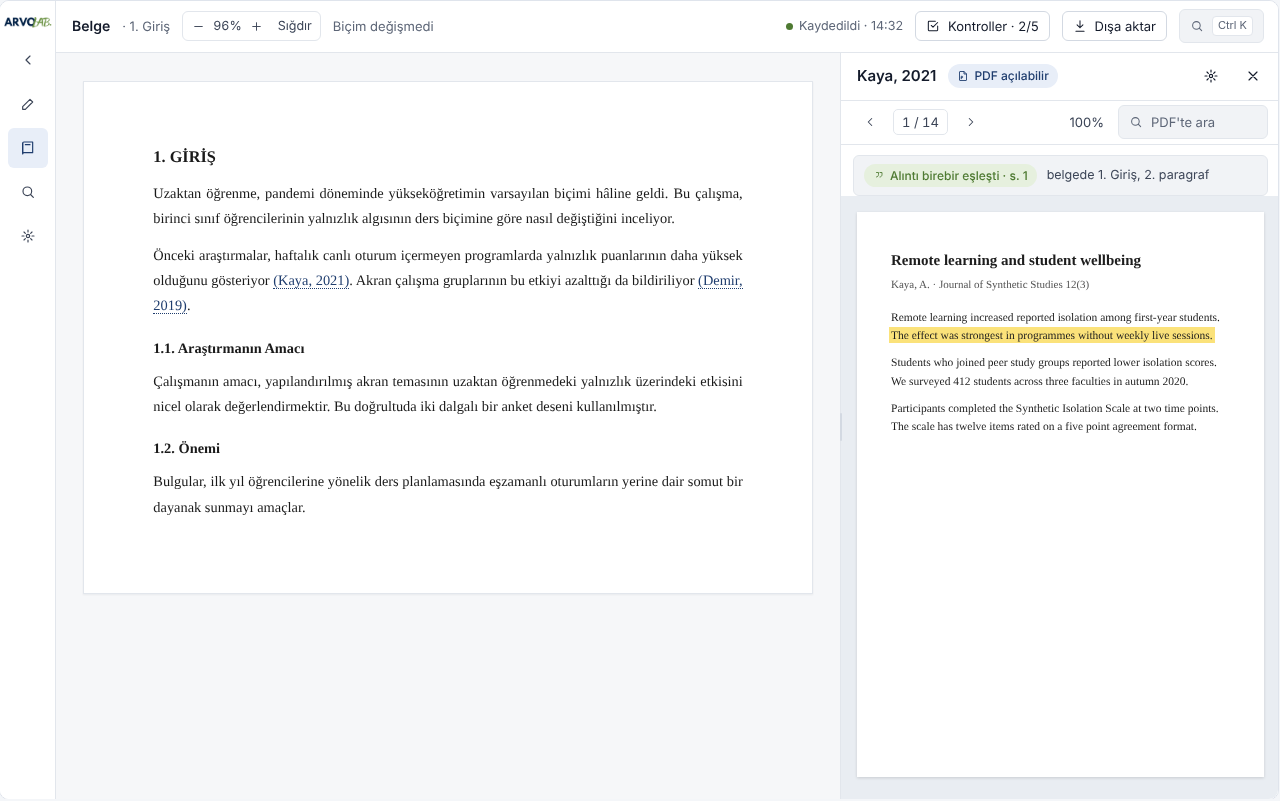 ARVO LAB.
Belge · 1. Giriş − 96% + Sığdır Biçim değişmedi
Kaydedildi · 14:32 Kontroller · 2/5 Dışa aktar Ctrl K
1. GİRİŞ
Uzaktan öğrenme, pandemi döneminde yükseköğretimin varsayılan biçimi hâline geldi. Bu çalışma,
birinci sınıf öğrencilerinin yalnızlık algısının ders biçimine göre nasıl değiştiğini inceliyor.
Önceki araştırmalar, haftalık canlı oturum içermeyen programlarda yalnızlık puanlarının daha yüksek
olduğunu gösteriyor (Kaya, 2021). Akran çalışma gruplarının bu etkiyi azalttığı da bildiriliyor (Demir,
2019).
1.1. Araştırmanın Amacı
Çalışmanın amacı, yapılandırılmış akran temasının uzaktan öğrenmedeki yalnızlık üzerindeki etkisini
nicel olarak değerlendirmektir. Bu doğrultuda iki dalgalı bir anket deseni kullanılmıştır.
1.2. Önemi
Bulgular, ilk yıl öğrencilerine yönelik ders planlamasında eşzamanlı oturumların yerine dair somut bir
dayanak sunmayı amaçlar.
Kaya, 2021 PDF açılabilir
1 / 14 100% PDF'te ara
Alıntı birebir eşleşti · s. 1 belgede 1. Giriş, 2. paragraf
Remote learning and student wellbeing
Kaya, A. · Journal of Synthetic Studies 12(3)
Remote learning increased reported isolation among first-year students.
The effect was strongest in programmes without weekly live sessions.
Students who joined peer study groups reported lower isolation scores.
We surveyed 412 students across three faculties in autumn 2020.
Participants completed the Synthetic Isolation Scale at two time points.
The scale has twelve items rated on a five point agreement format.